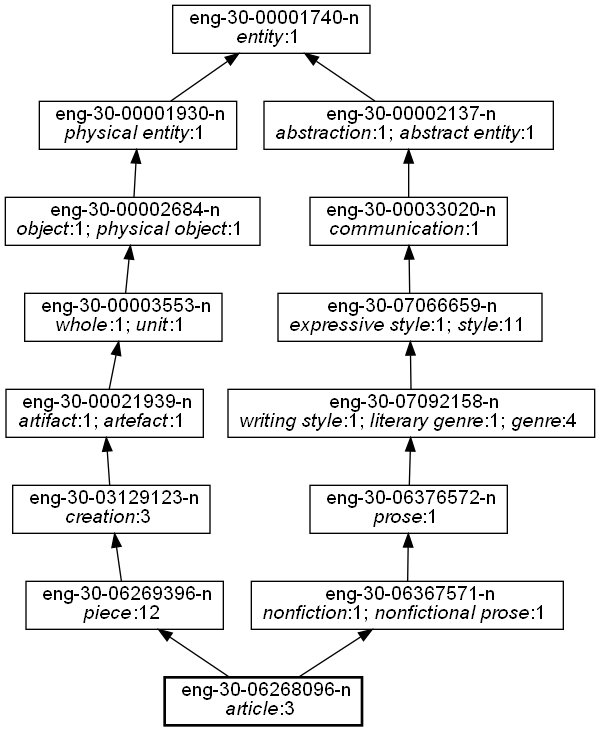 eng-30-00001740-n
entity:1
eng-30-00001930-n
physical entity:1
eng-30-00002137-n
abstraction:1; abstract entity:1
eng-30-00002684-n
object:1; physical object:1
eng-30-00033020-n
communication:1
eng-30-00003553-n
whole:1; unit:1
eng-30-07066659-n
expressive style:1; style:11
eng-30-00021939-n
artifact:1; artefact:1
eng-30-07092158-n
writing style:1; literary genre:1; genre:4
eng-30-03129123-n
creation:3
eng-30-06376572-n
prose:1
eng-30-06269396-n
piece:12
eng-30-06367571-n
nonfiction:1; nonfictional prose:1
eng-30-06268096-n
article:3